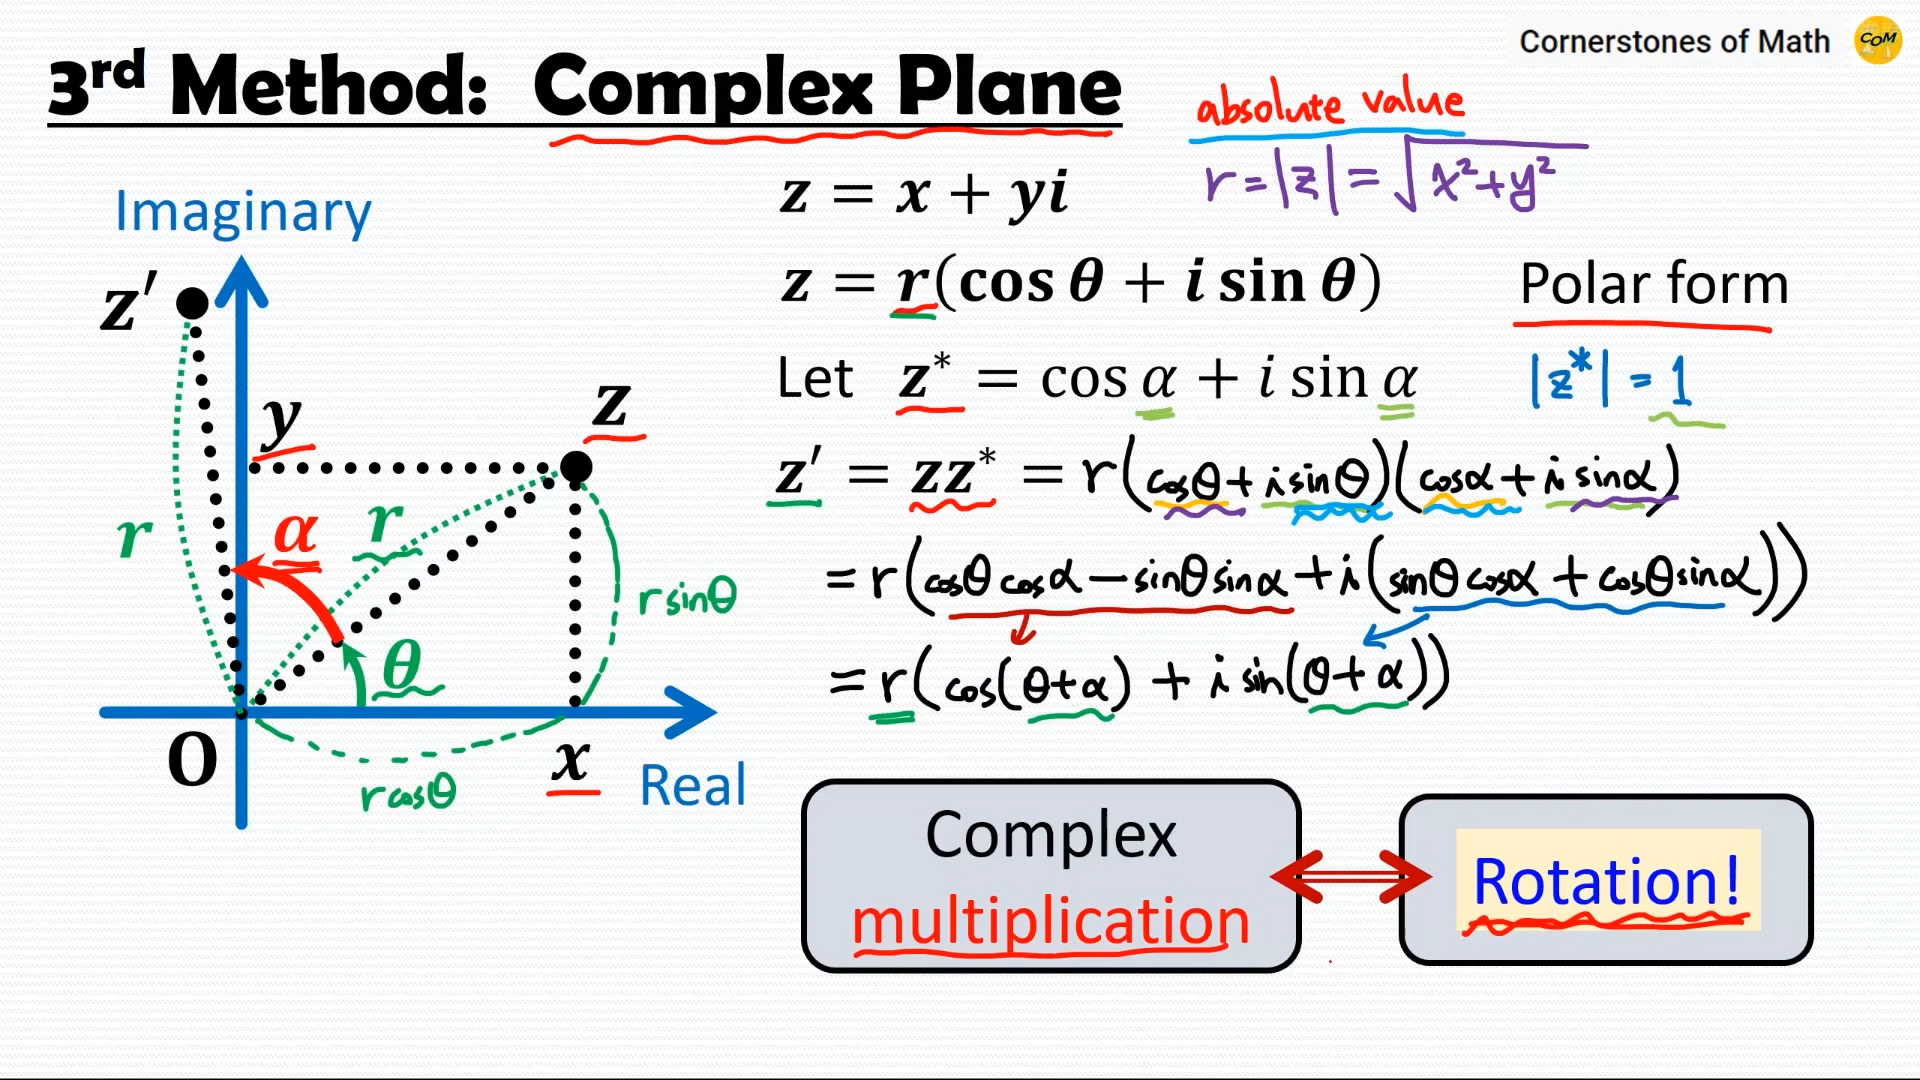 Cornerstones of Math
COM
3rd Method: Complex Plane
absolute value
r = |z| = √(x² + y²)
z = x + yi
z = r(cos θ + i sin θ)
Polar form
Let z* = cos α + i sin α
|z*| = 1
z′ = zz* = r(cosθ + i sinθ)(cosα + i sinα)
= r(cosθ cosα − sinθ sinα + i(sinθ cosα + cosθ sinα))
= r(cos(θ+α) + i sin(θ+α))
Imaginary
z′
y
z
r
α
r
r sinθ
θ
O
x
Real
r cosθ
Complex
multiplication
Rotation!